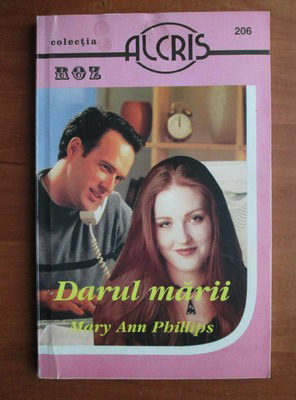 colecția
ROZ
ALCRIS
206
Darul mării
Mary Ann Phillips